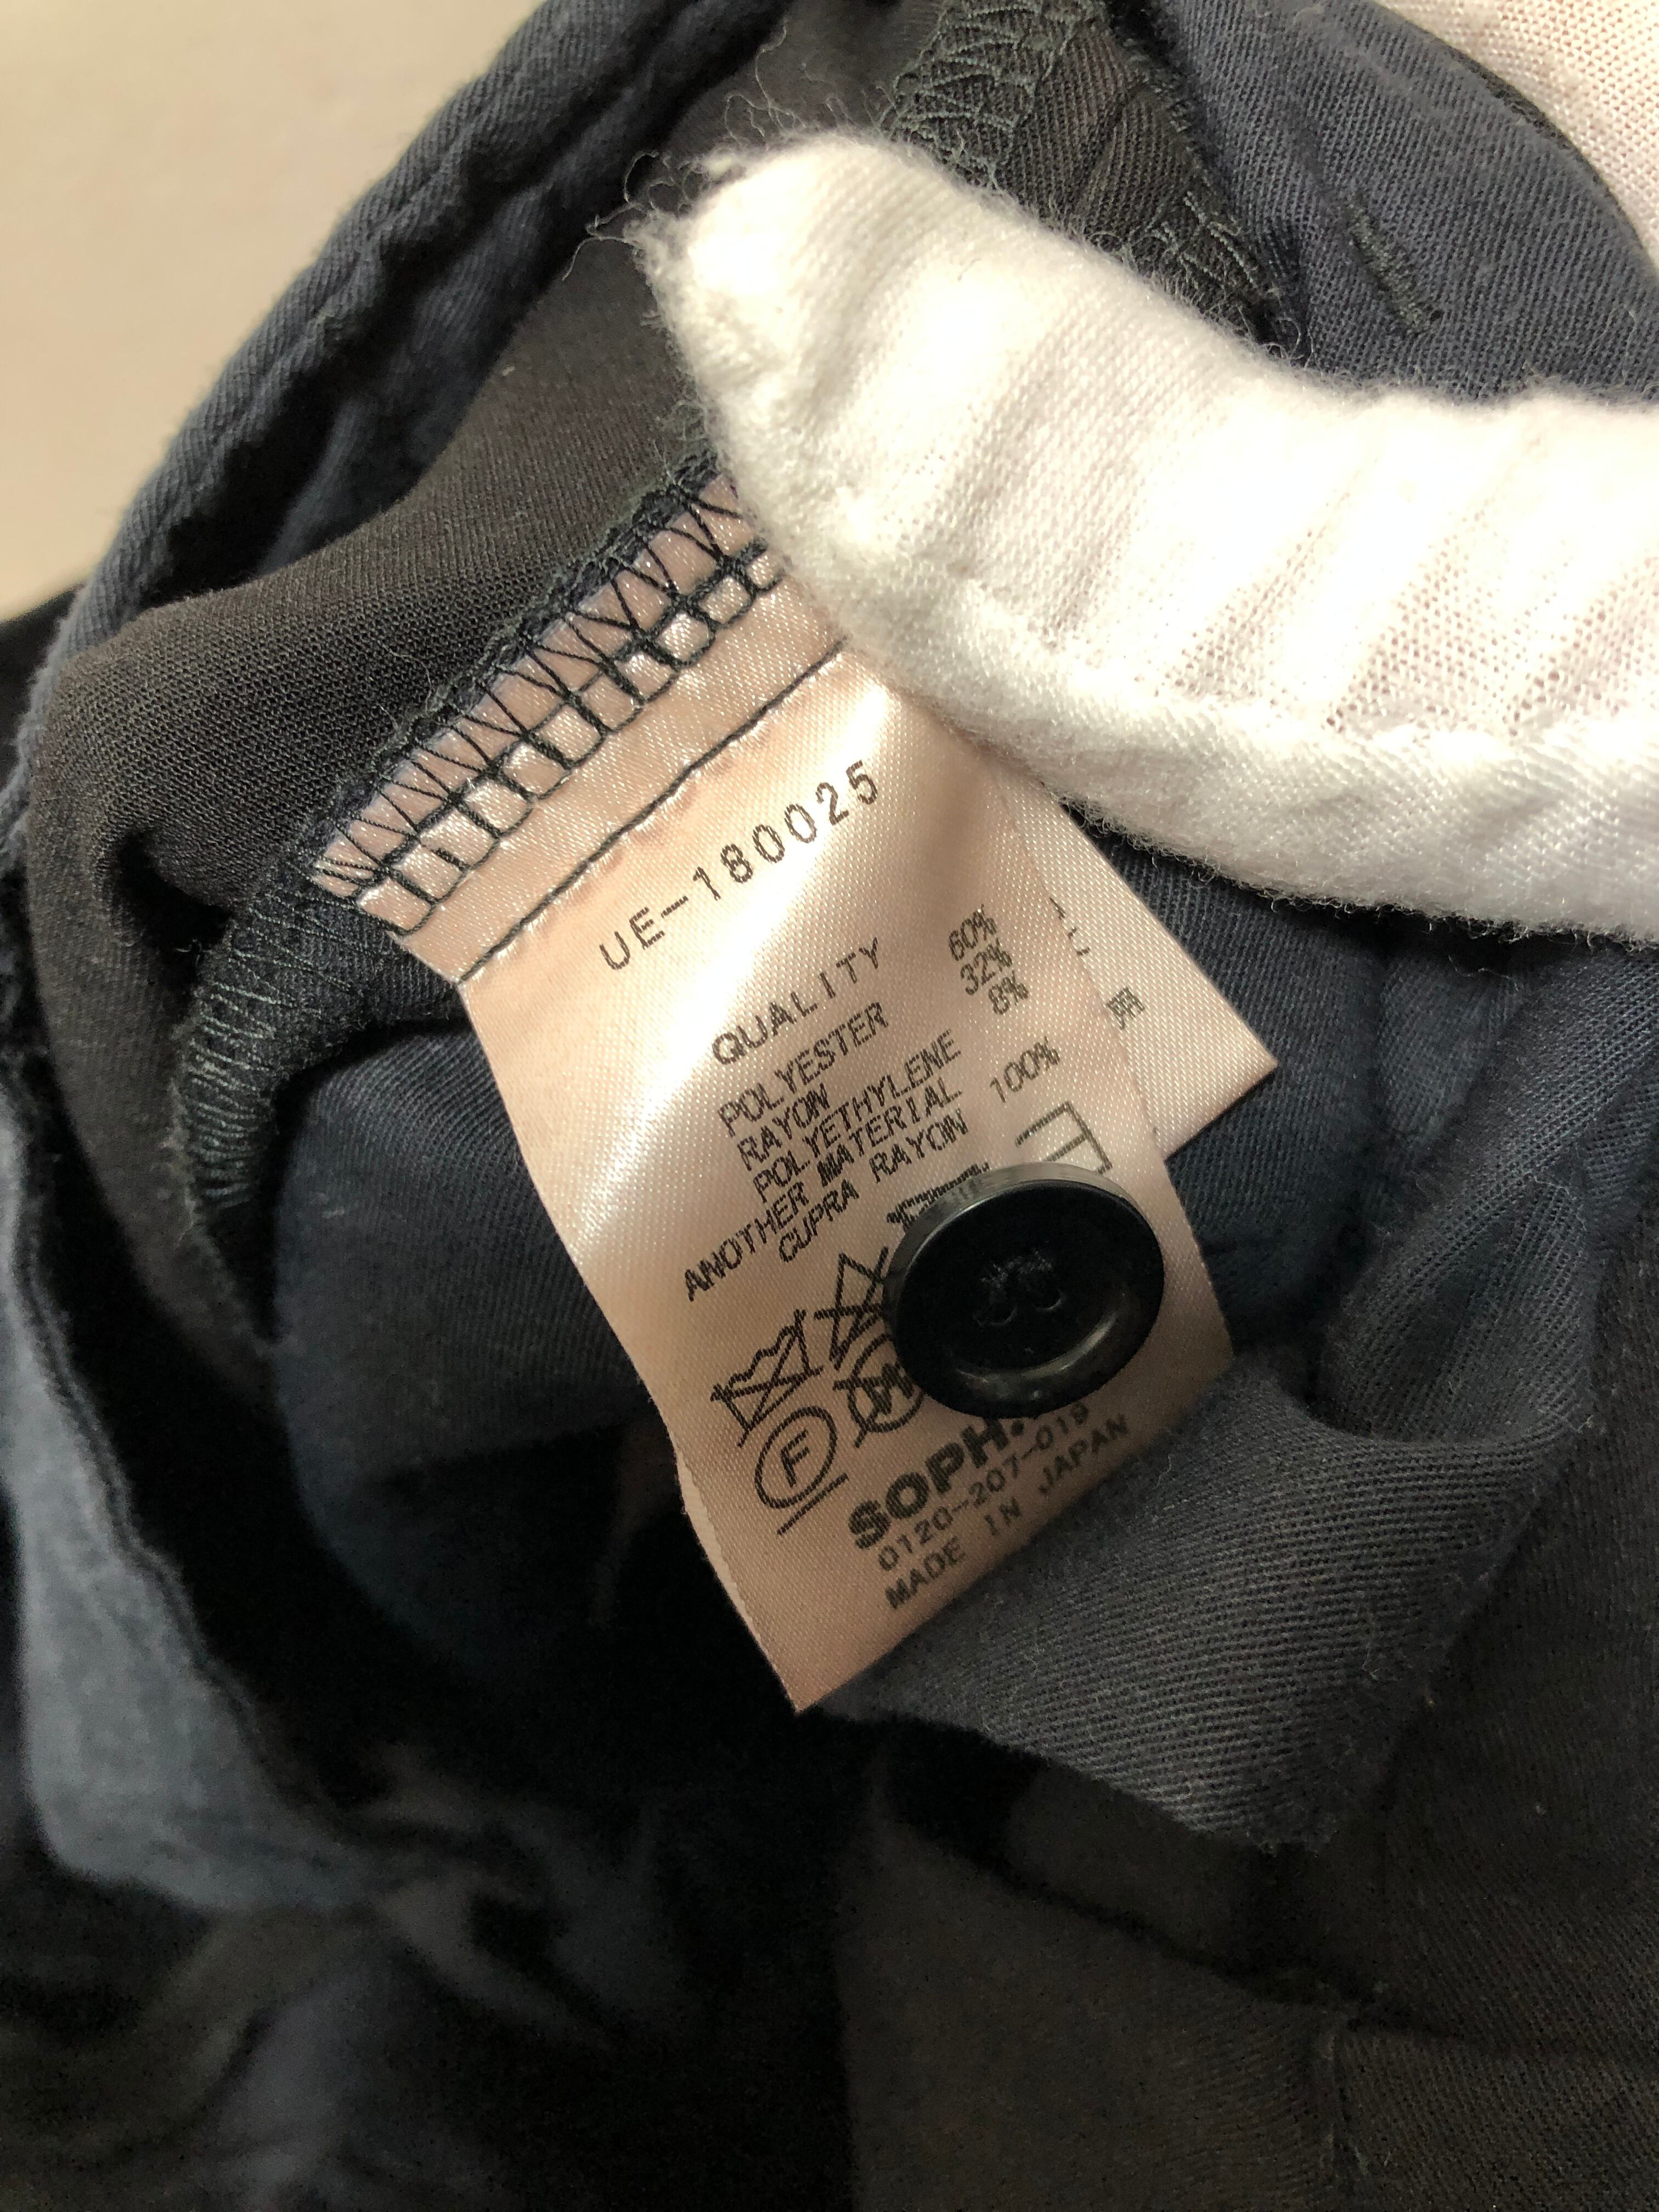 UE-180025
QUALITY
POLYESTER 60%
RAYON 32%
POLYETHYLENE 8%
ANOTHER MATERIAL
CUPRA RAYON 100%
F
SOPH.
0120-207-019
MADE IN JAPAN